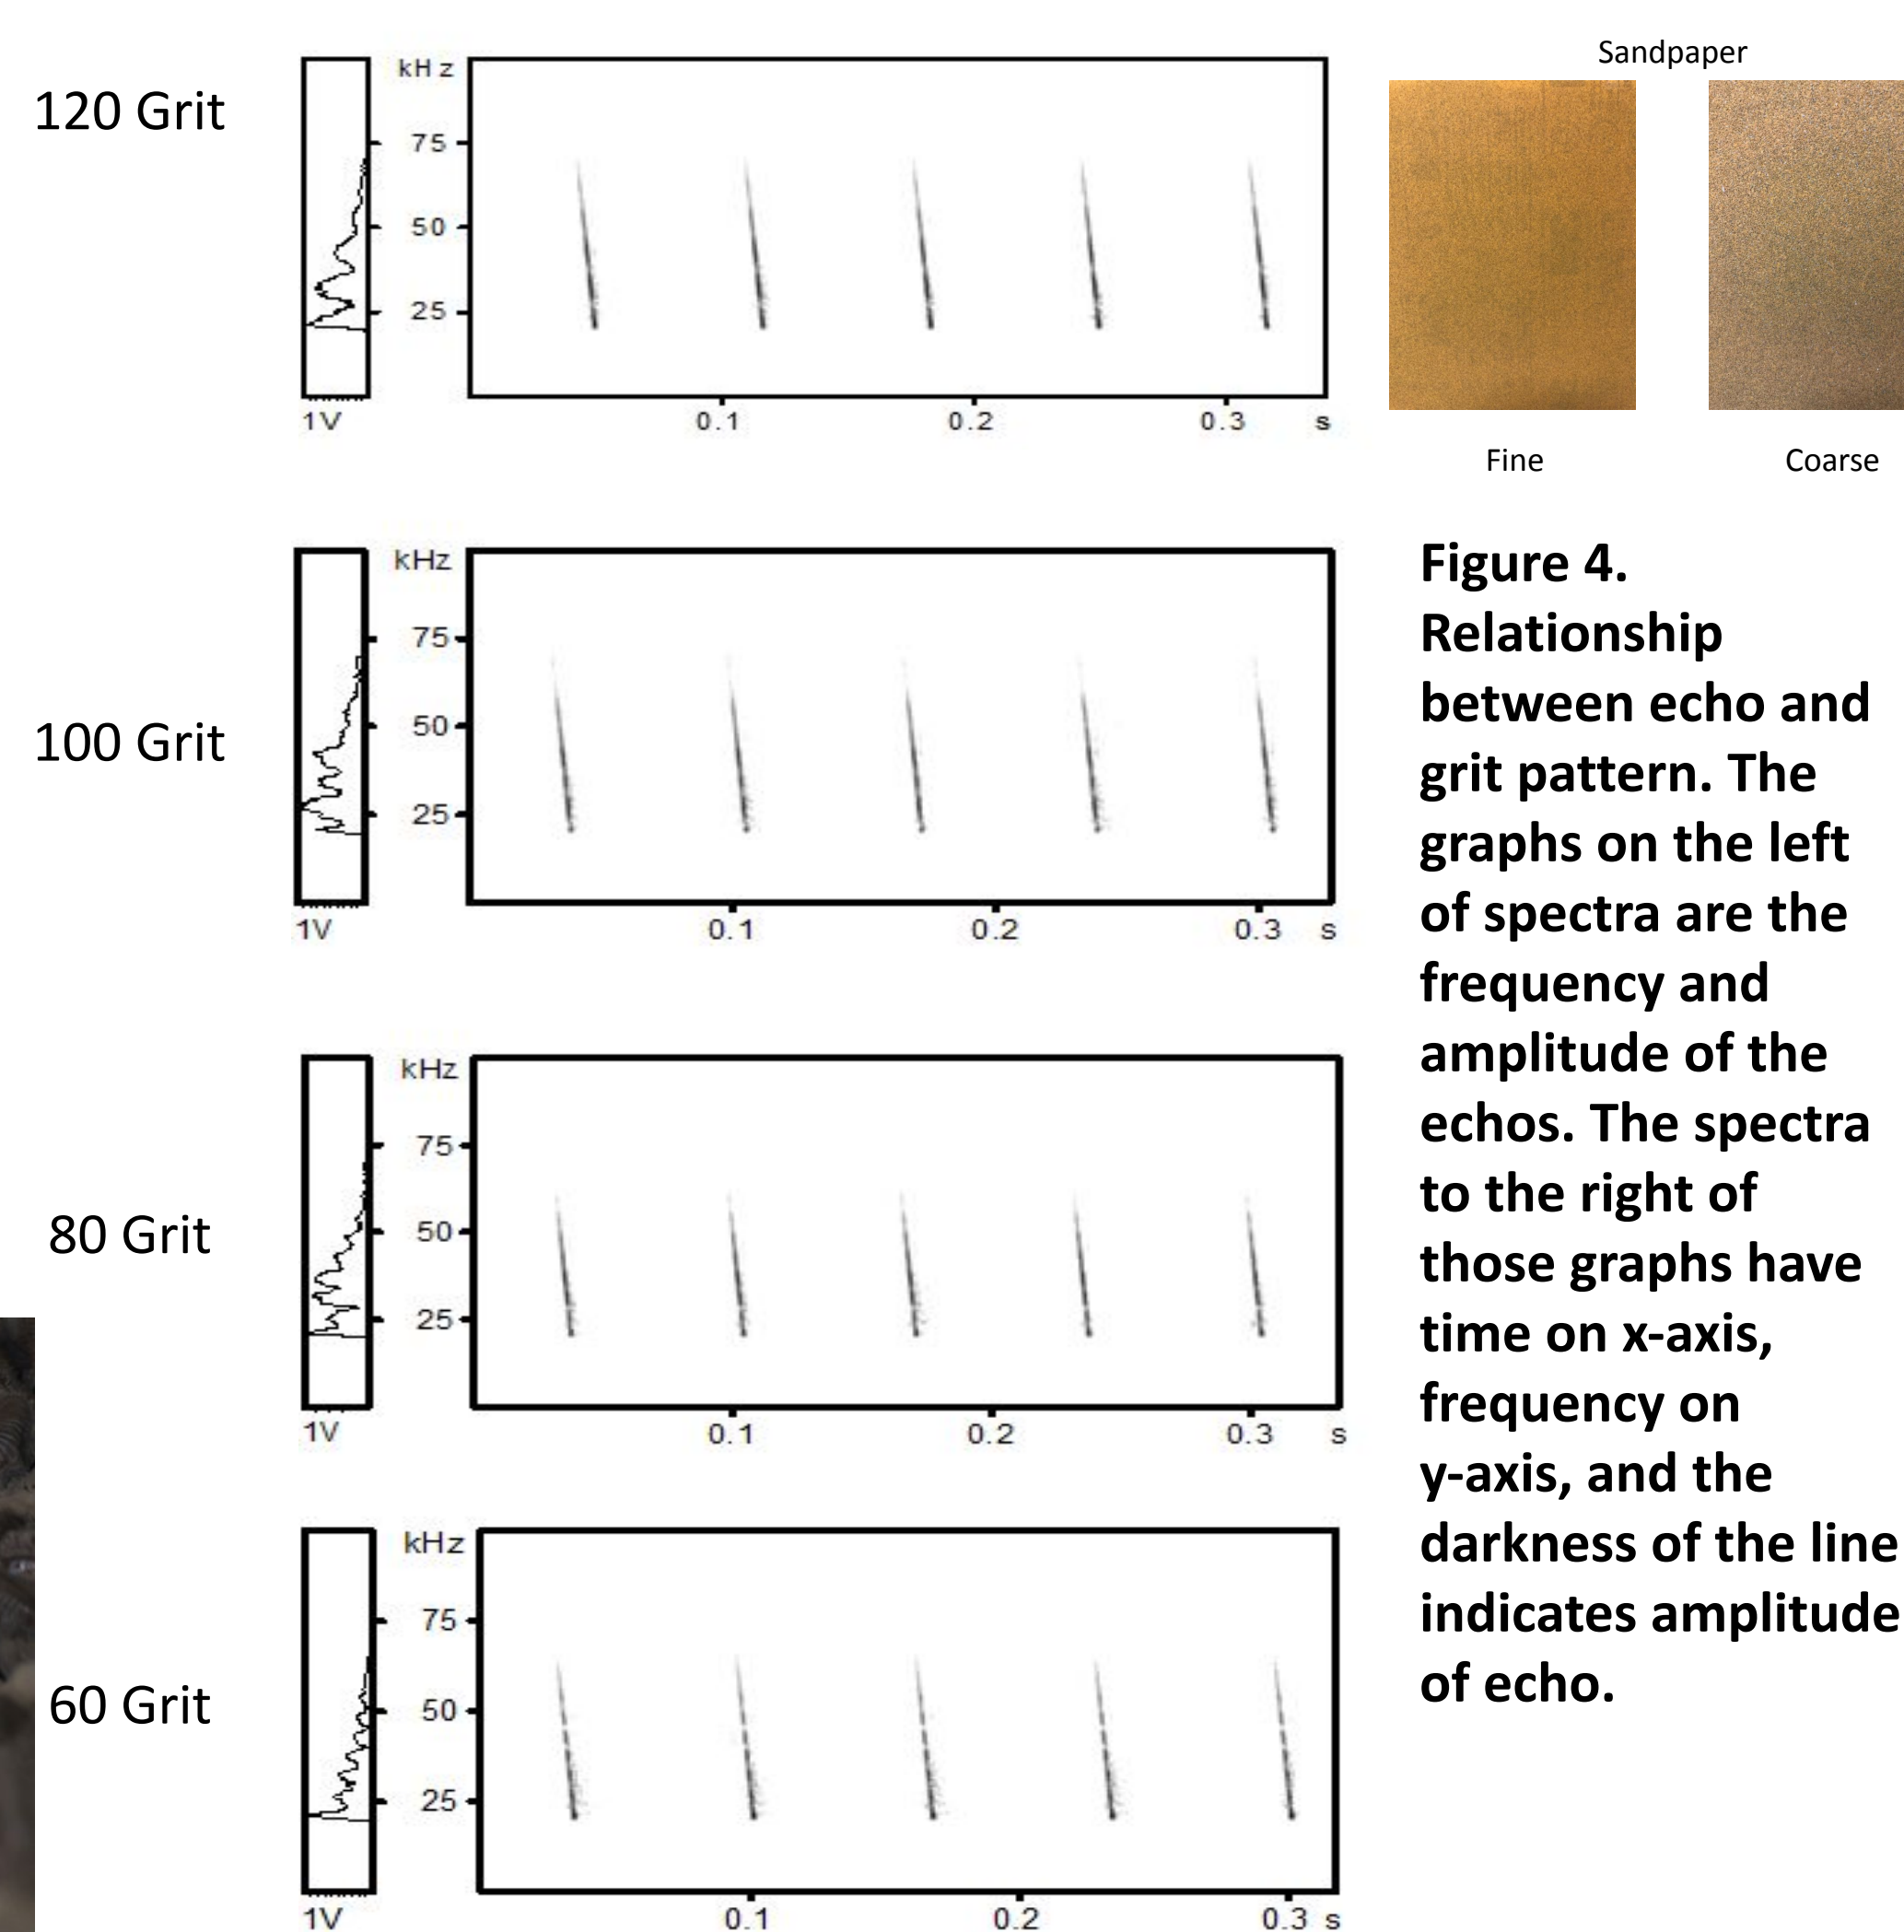 120 Grit
kHz
75
50
25
1V
0.1
0.2
0.3
s
Sandpaper
Fine
Coarse
100 Grit
kHz
75
50
25
1V
0.1
0.2
0.3
s
80 Grit
kHz
75
50
25
1V
0.1
0.2
0.3
s
60 Grit
kHz
75
50
25
1V
0.1
0.2
0.3
s
Figure 4.
Relationship
between echo and
grit pattern. The
graphs on the left
of spectra are the
frequency and
amplitude of the
echos. The spectra
to the right of
those graphs have
time on x-axis,
frequency on
y-axis, and the
darkness of the line
indicates amplitude
of echo.